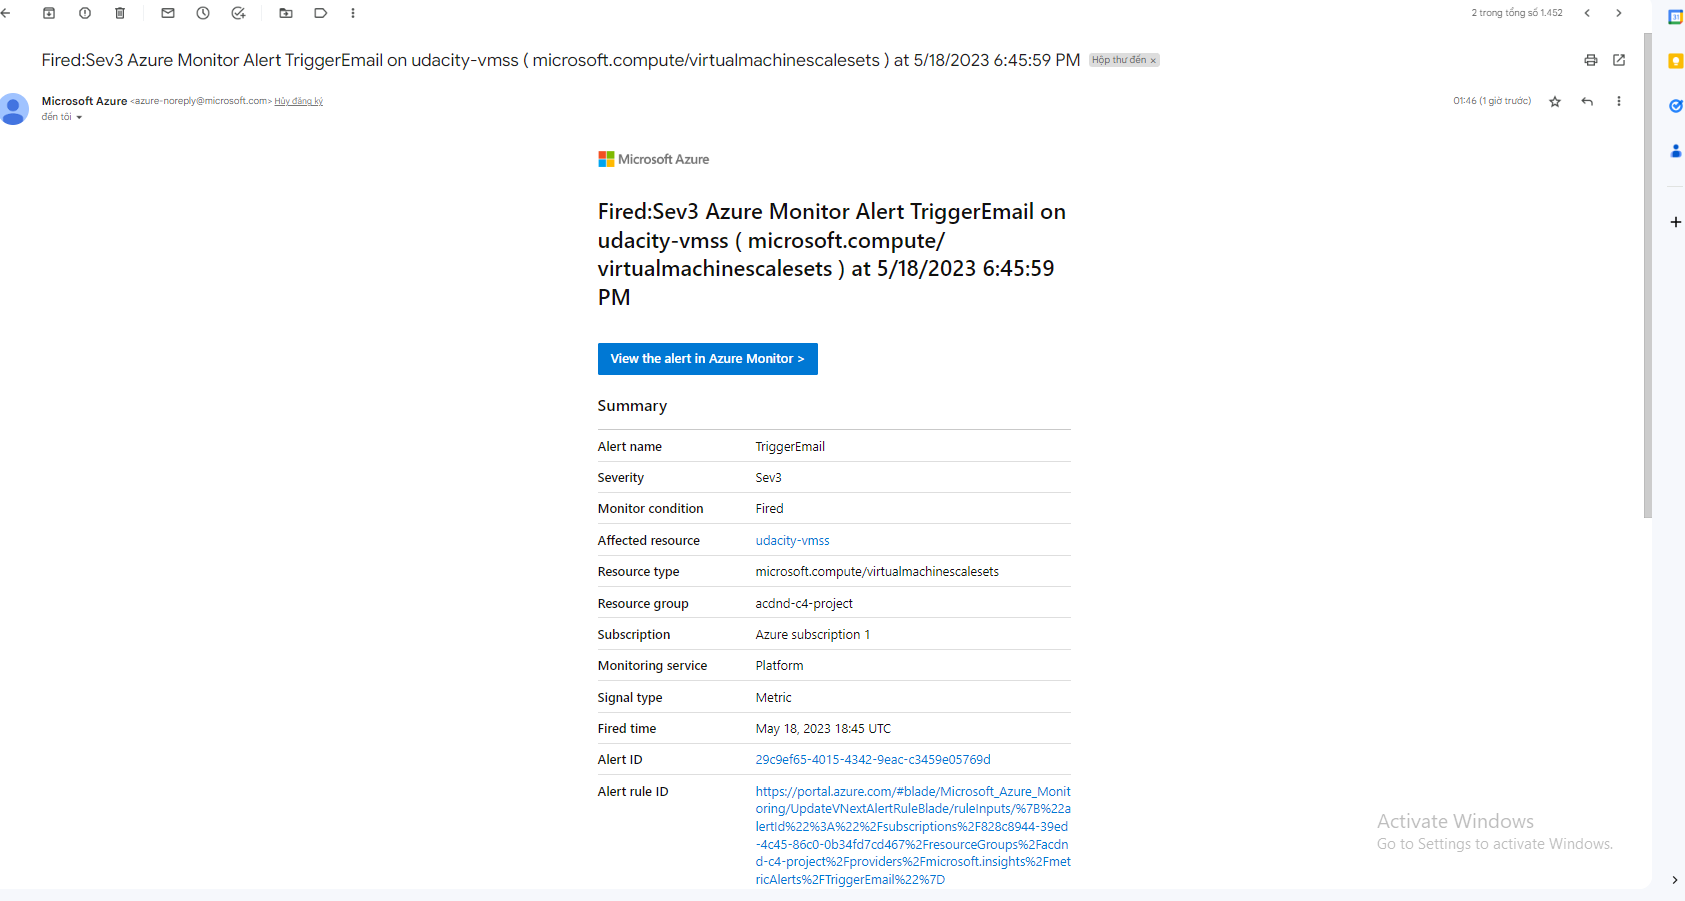 2 trong tổng số 1.452
Fired:Sev3 Azure Monitor Alert TriggerEmail on udacity-vmss ( microsoft.compute/virtualmachinescalesets ) at 5/18/2023 6:45:59 PM Hộp thư đến ×
Microsoft Azure <azure-noreply@microsoft.com> Hủy đăng ký 01:46 (1 giờ trước)
đến tôi
Microsoft Azure
Fired:Sev3 Azure Monitor Alert TriggerEmail on
udacity-vmss ( microsoft.compute/
virtualmachinescalesets ) at 5/18/2023 6:45:59
PM
View the alert in Azure Monitor >
Summary
Alert name TriggerEmail
Severity Sev3
Monitor condition Fired
Affected resource udacity-vmss
Resource type microsoft.compute/virtualmachinescalesets
Resource group acdnd-c4-project
Subscription Azure subscription 1
Monitoring service Platform
Signal type Metric
Fired time May 18, 2023 18:45 UTC
Alert ID 29c9ef65-4015-4342-9eac-c3459e05769d
Alert rule ID https://portal.azure.com/#blade/Microsoft_Azure_Monit
oring/UpdateVNextAlertRuleBlade/ruleInputs/%7B%22a
lertId%22%3A%22%2Fsubscriptions%2F828c8944-39ed
-4c45-86c0-0b34fd7cd467%2FresourceGroups%2Facdn
d-c4-project%2Fproviders%2Fmicrosoft.insights%2Fmet
ricAlerts%2FTriggerEmail%22%7D
Activate Windows
Go to Settings to activate Windows.
31